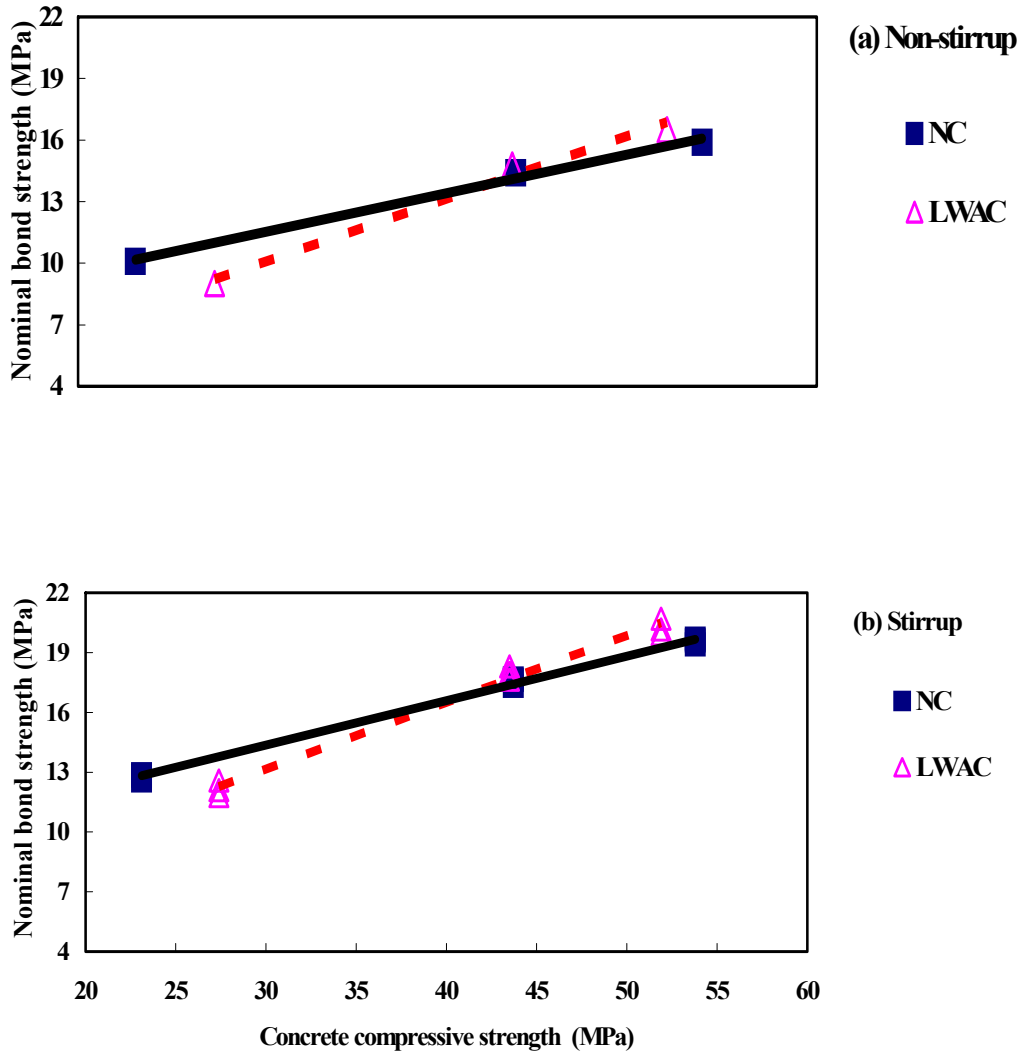 22
19
16
13
10
7
4
Nominal bond strength (MPa)
(a) Non-stirrup
NC
LWAC
22
19
16
13
10
7
4
Nominal bond strength (MPa)
20 25 30 35 40 45 50 55 60
Concrete compressive strength (MPa)
(b) Stirrup
NC
LWAC